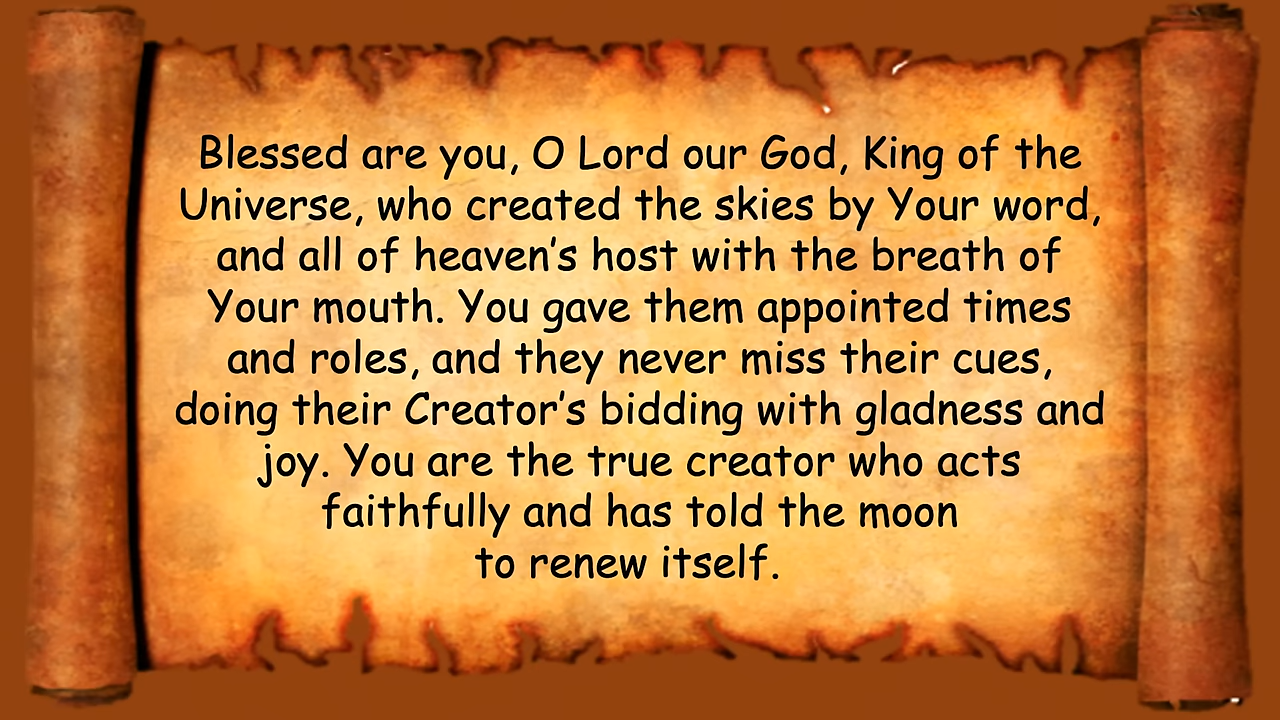 Blessed are you, O Lord our God, King of the
Universe, who created the skies by Your word,
and all of heaven’s host with the breath of
Your mouth. You gave them appointed times
and roles, and they never miss their cues,
doing their Creator’s bidding with gladness and
joy. You are the true creator who acts
faithfully and has told the moon
to renew itself.